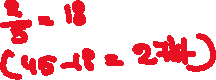 2/5 = 18
(45 - 18 = 27